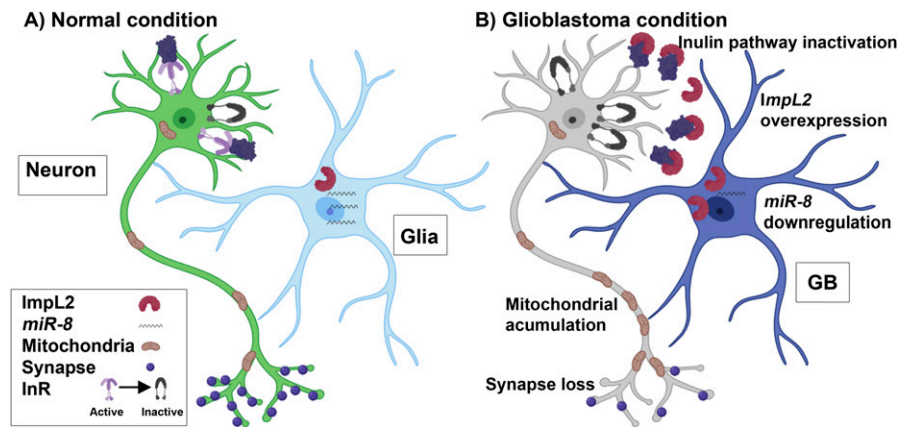 A) Normal condition
B) Glioblastoma condition
Inulin pathway inactivation
ImpL2
overexpression
Neuron
miR-8
downregulation
Glia
GB
ImpL2
miR-8
Mitochondria
Synapse
InR
Active
Inactive
Mitochondrial
acumulation
Synapse loss